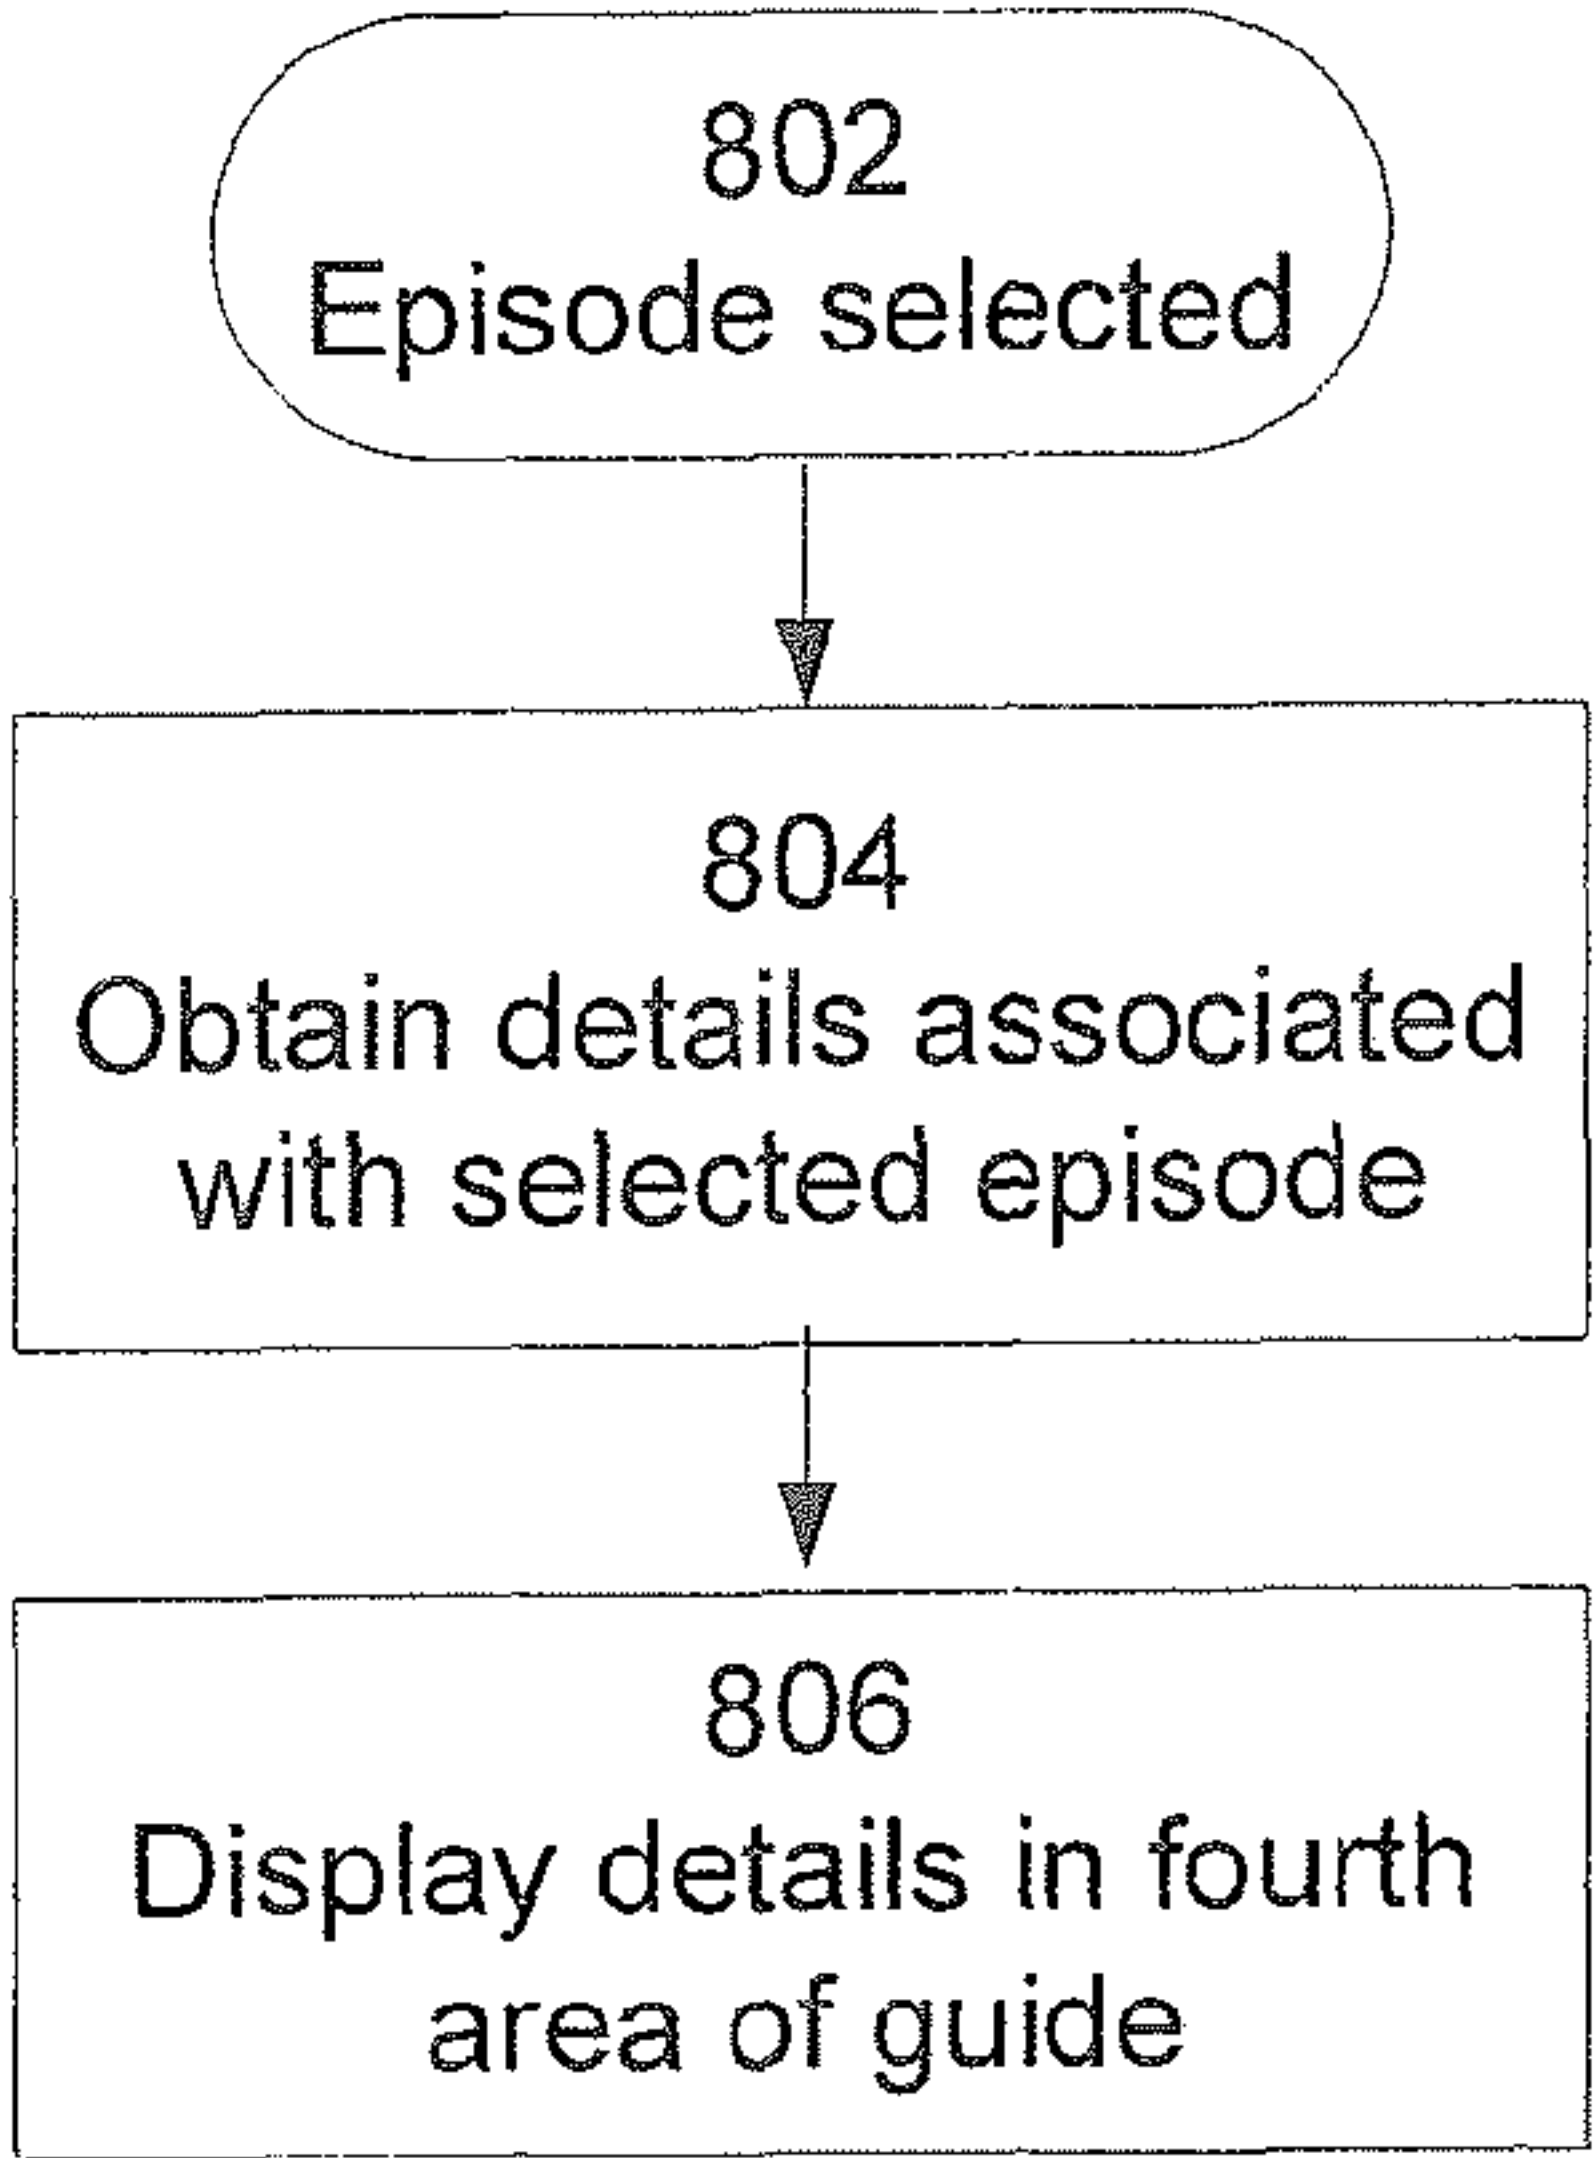 802
Episode selected
804
Obtain details associated
with selected episode
806
Display details in fourth
area of guide